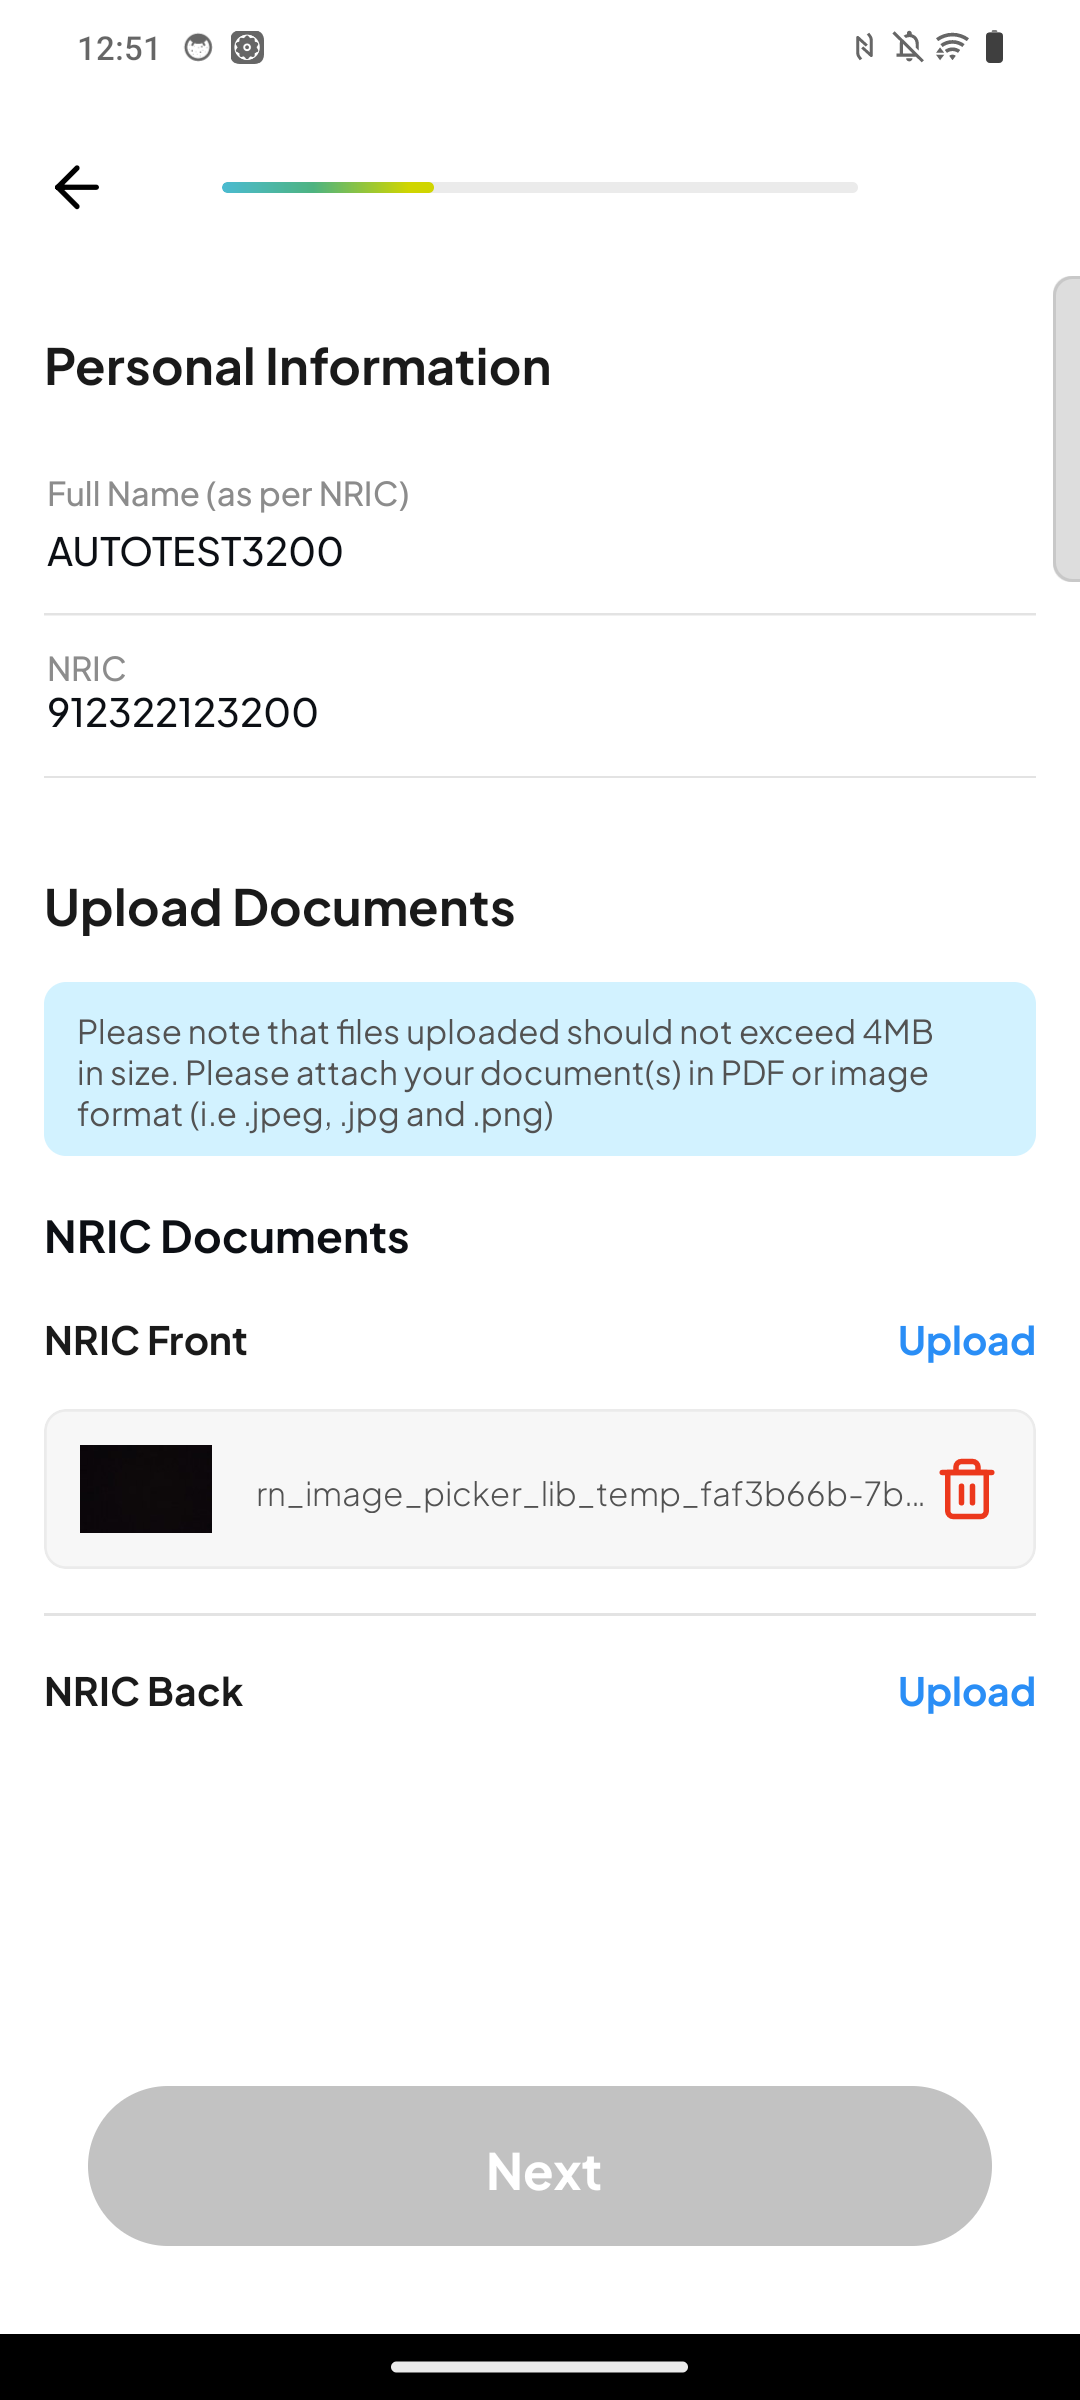 12:51
Personal Information
Full Name (as per NRIC)
AUTOTEST3200
NRIC
912322123200
Upload Documents
Please note that files uploaded should not exceed 4MB
in size. Please attach your document(s) in PDF or image
format (i.e .jpeg, .jpg and .png)
NRIC Documents
NRIC Front
Upload
rn_image_picker_lib_temp_faf3b66b-7b...
NRIC Back
Upload
Next